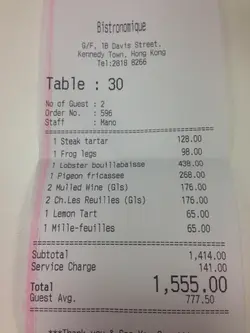 Bistronomique
G/F, 1B Davis Street,
Kennedy Town, Hong Kong
Tel:2818 8266
Table : 30
No of Guest : 2
Order No. : 596
Staff : Mano
1 Steak tartar 128.00
1 Frog legs 98.00
1 Lobster bouillabaisse 438.00
1 Pigeon fricassee 268.00
2 Mulled Wine (Gls) 176.00
2 Ch.Les Reuilles (Gls) 176.00
1 Lemon Tart 65.00
1 Mille-feuilles 65.00
Subtotal 1,414.00
Service Charge 141.00
Total 1,555.00
Guest Avg. 777.50